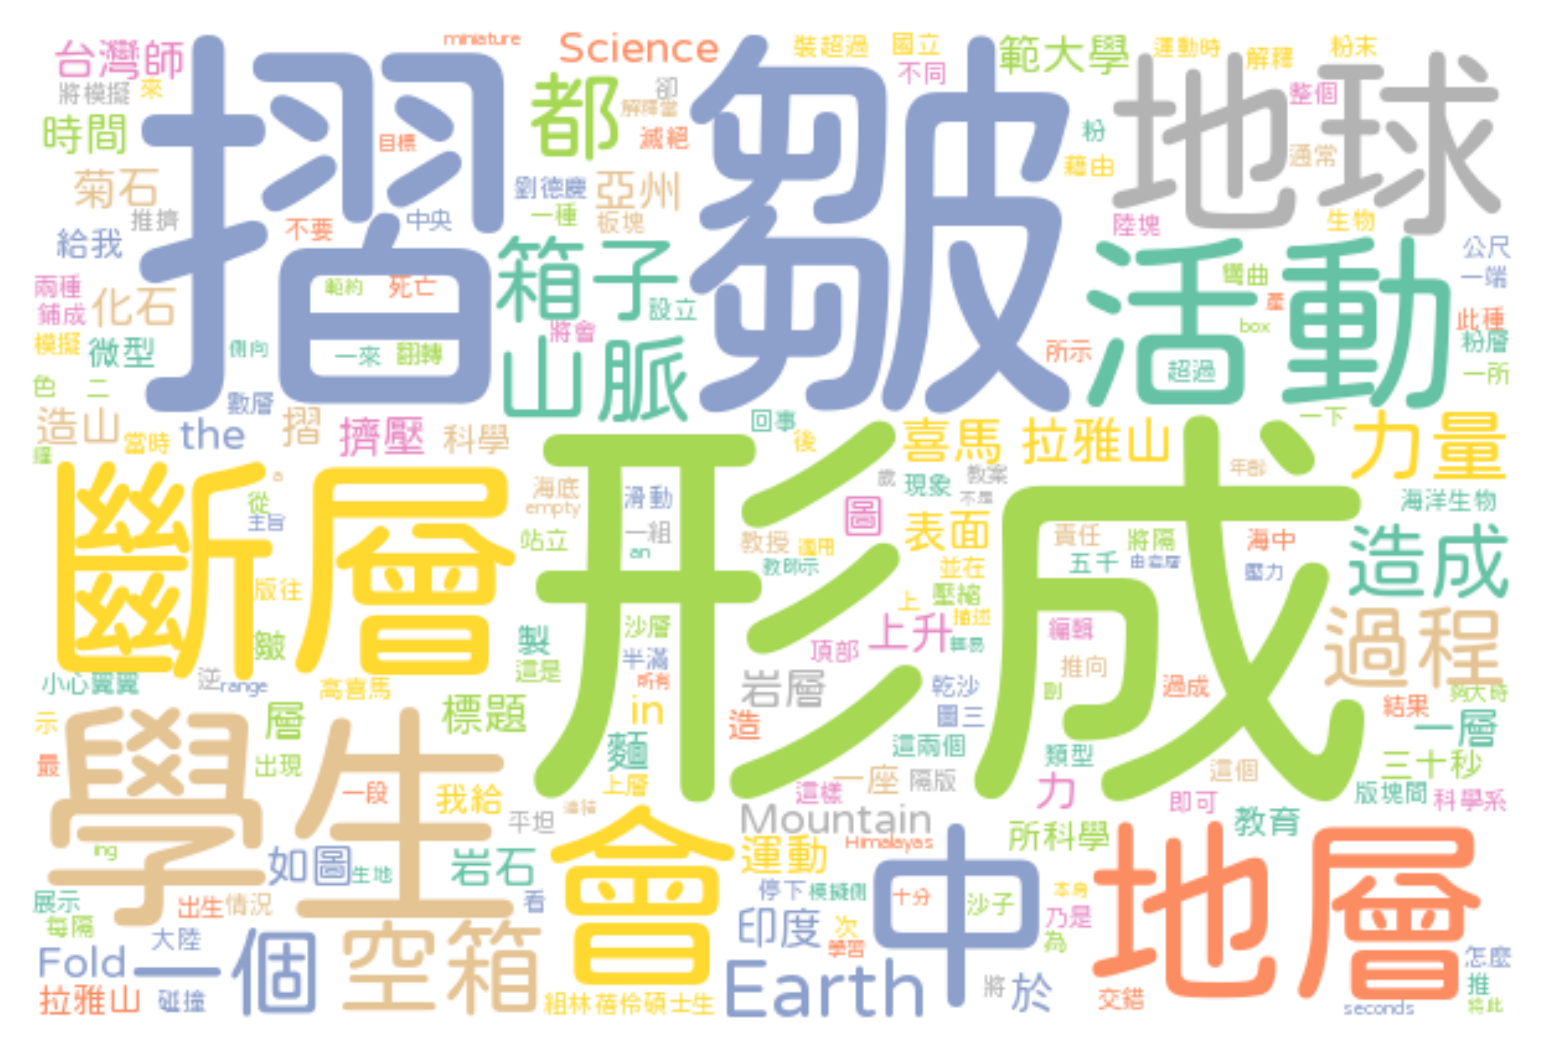 台灣師 miniature Science 裝超過 國立 範大學 運動時 解釋 粉末
將模擬 來 卻 不同 整個
摺皺 都 地球
時間 目標 解釋當 滅絕 粉 藉由 通常
菊石 劉德慶 亞州
推擠 不要 中央 一種 板塊 陸塊 生物
給我 箱子 活動 公尺
兩種 範約 死亡 彎曲 一端
鋪成 化石 設立 產 此種
模擬 微型 側向 一來 翻轉 將會 山脈 所示 box 粉層
色 二 超過 一所
造山 數層 摺 回事 一下
當時 the 擠壓 科學 後 喜馬 拉雅山 力量
斷層 形成
a 海底 滑動 歲 現象 教案 年齡
從 主旨 empty 一組 圖 不是 海洋生物
站立 an 教授 適用 表面 責任 將隔 海中 造成
版往 教師示 並在 五千 壓力
皺 製 沙層 上 壓縮 描述
這是 半滿 頂部 上升 編輯 過程
小心翼翼 逆 range 高喜馬 所有 岩層 乾沙 推向 過成
示 層 標題 in 造 圖三 結果 一層
學生 麵 這兩個 類型
最 出現 一段 我給 上層 一座 隔版 這個 三十秒
平坦 這樣 力 即可 版塊間 科學系
Mountain 所科學 教育
ing 如圖 生地 岩石 會 運動 Himalayas 中 地層
展示 出生 情況 看 停下 模擬側 十分 沙子 本身
每隔 大陸 印度 次 乃是
Fold 一個 空箱 學習 為 怎麼
拉雅山 碰撞 組林蓓伶碩士生 Earth 將 於 交錯 seconds 推
將此